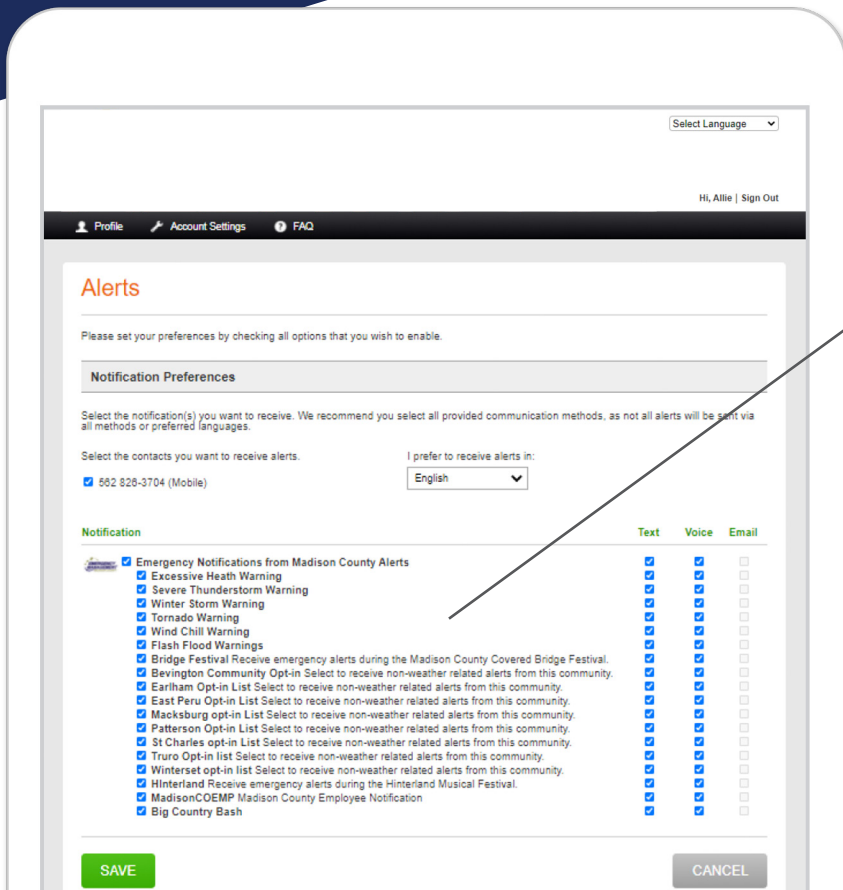 Select Language
Hi, Allie | Sign Out
Profile Account Settings FAQ
Alerts
Please set your preferences by checking all options that you wish to enable.
Notification Preferences
Select the notification(s) you want to receive. We recommend you select all provided communication methods, as not all alerts will be sent via
all methods or preferred languages.
Select the contacts you want to receive alerts. I prefer to receive alerts in:
562 826-3704 (Mobile) English
Notification Text Voice Email
Emergency Notifications from Madison County Alerts
Excessive Heath Warning
Severe Thunderstorm Warning
Winter Storm Warning
Tornado Warning
Wind Chill Warning
Flash Flood Warnings
Bridge Festival Receive emergency alerts during the Madison County Covered Bridge Festival.
Bevington Community Opt-in Select to receive non-weather related alerts from this community.
Earlham Opt-in List Select to receive non-weather related alerts from this community.
East Peru Opt-in List Select to receive non-weather related alerts from this community.
Macksburg opt-in List Select to receive non-weather related alerts from this community.
Patterson Opt-in List Select to receive non-weather related alerts from this community.
St Charles opt-in List Select to receive non-weather related alerts from this community.
Truro Opt-in list Select to receive non-weather related alerts from this community.
Winterset opt-in list Select to receive non-weather related alerts from this community.
HInterland Receive emergency alerts during the Hinterland Musical Festival.
MadisonCOEMP Madison County Employee Notification
Big Country Bash
SAVE CANCEL